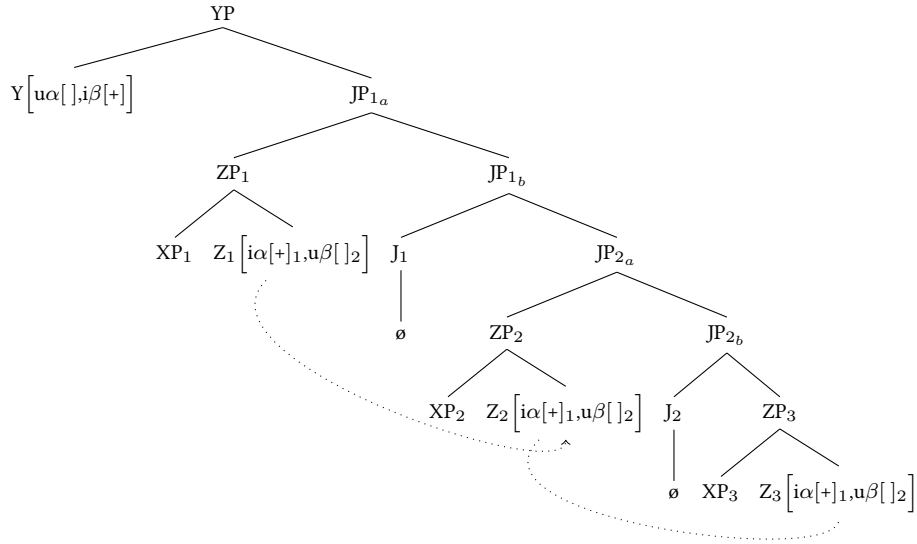 YP
Y[uα[ ],iβ[+]] JP₁ₐ
ZP₁ JP₁b
XP₁ Z₁[iα[+]₁,uβ[ ]₂] J₁ JP₂ₐ
ø ZP₂ JP₂b
XP₂ Z₂[iα[+]₁,uβ[ ]₂] J₂ ZP₃
ø XP₃ Z₃[iα[+]₁,uβ[ ]₂]